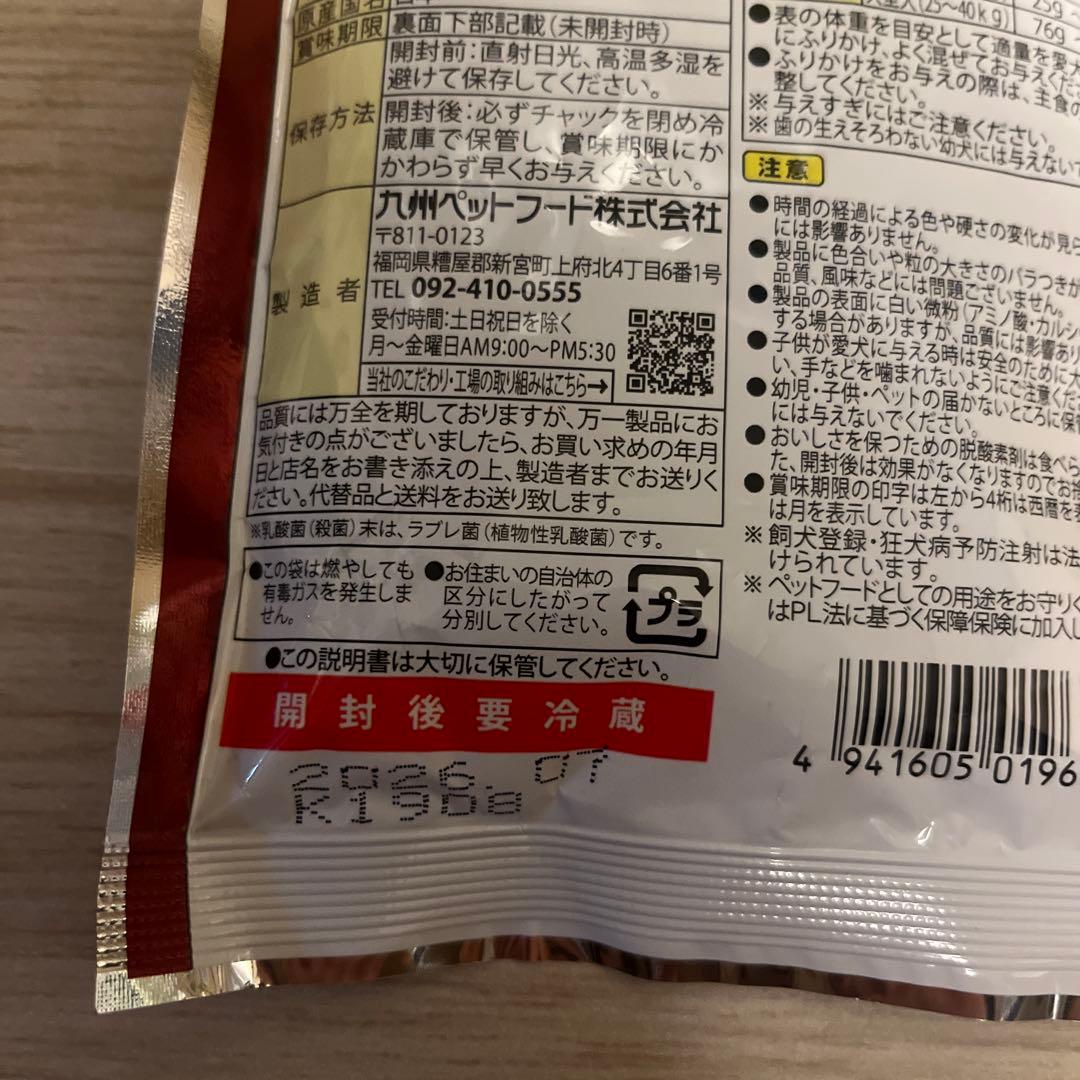 原産国名
賞味期限 裏面下部記載(未開封時)
保存方法
開封前:直射日光、高温多湿を
避けて保存してください。
開封後:必ずチャックを閉め冷
蔵庫で保管し、賞味期限にか
かわらず早くお与えください。
製造者
九州ペットフード株式会社
〒811-0123
福岡県糟屋郡新宮町上府北4丁目6番1号
TEL 092-410-0555
受付時間:土日祝日を除く
月〜金曜日AM9:00〜PM5:30
当社のこだわり・工場の取り組みはこちら→
品質には万全を期しておりますが、万一製品にお
気付きの点がございましたら、お買い求めの年月
日と店名をお書き添えの上、製造者までお送りく
ださい。代替品と送料をお送り致します。
※乳酸菌(殺菌)末は、ラブレ菌(植物性乳酸菌)です。
●この袋は燃やしても
有毒ガスを発生しま
せん。
●お住まいの自治体の
区分にしたがって
分別してください。
プラ
●この説明書は大切に保管してください。
開封後要冷蔵
2026. 07
(25〜40kg)
25g
76g
●表の体重を目安として適量を愛犬
にふりかけ、よく混ぜてお与えくだ
●ふりかけをお与えの際は、主食の
整してください。
※与えすぎにはご注意ください。
※歯の生えそろわない幼犬には与えない
注意
●時間の経過による色や硬さの変化が見ら
には影響ありません。
●製品に色合いや粒の大きさのバラつきが
品質、風味などには問題ございません。
●製品の表面に白い微粉(アミノ酸・カルシ
する場合がありますが、品質には影響あり
●子供が愛犬に与える時は安全のために大
い、手などを噛まれないようにご注意くだ
●幼児・子供・ペットの届かないところに保管
には与えないでください。
●おいしさを保つための脱酸素剤は食べら
た、開封後は効果がなくなりますのでお捨
●賞味期限の印字は左から4桁は西暦を表
は月を表示しています。
※飼犬登録・狂犬病予防注射は法
けられています。
※ペットフードとしての用途をお守りく
はPL法に基づく保障保険に加入し
4 941605 0196